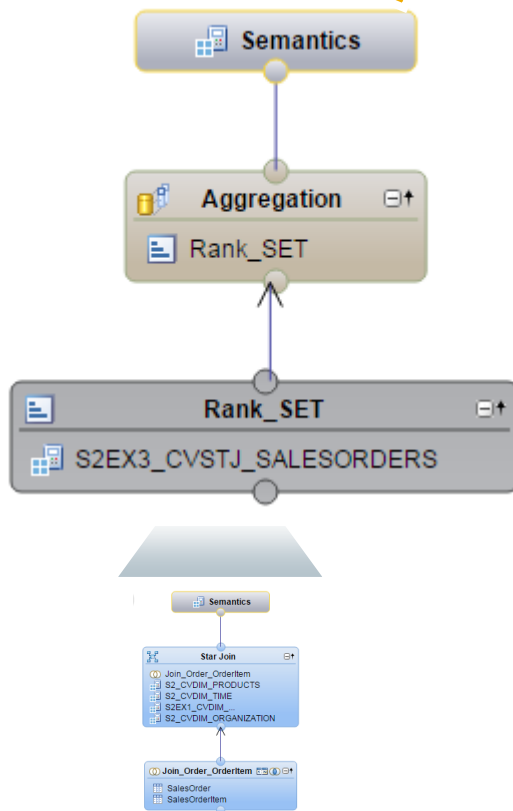 Semantics
Aggregation
Rank_SET
Rank_SET
S2EX3_CVSTJ_SALESORDERS
Semantics
Star Join
Join_Order_OrderItem
S2_CVDIM_PRODUCTS
S2_CVDIM_TIME
S2EX1_CVDIM_...
S2_CVDIM_ORGANIZATION
Join_Order_OrderItem
SalesOrder
SalesOrderItem